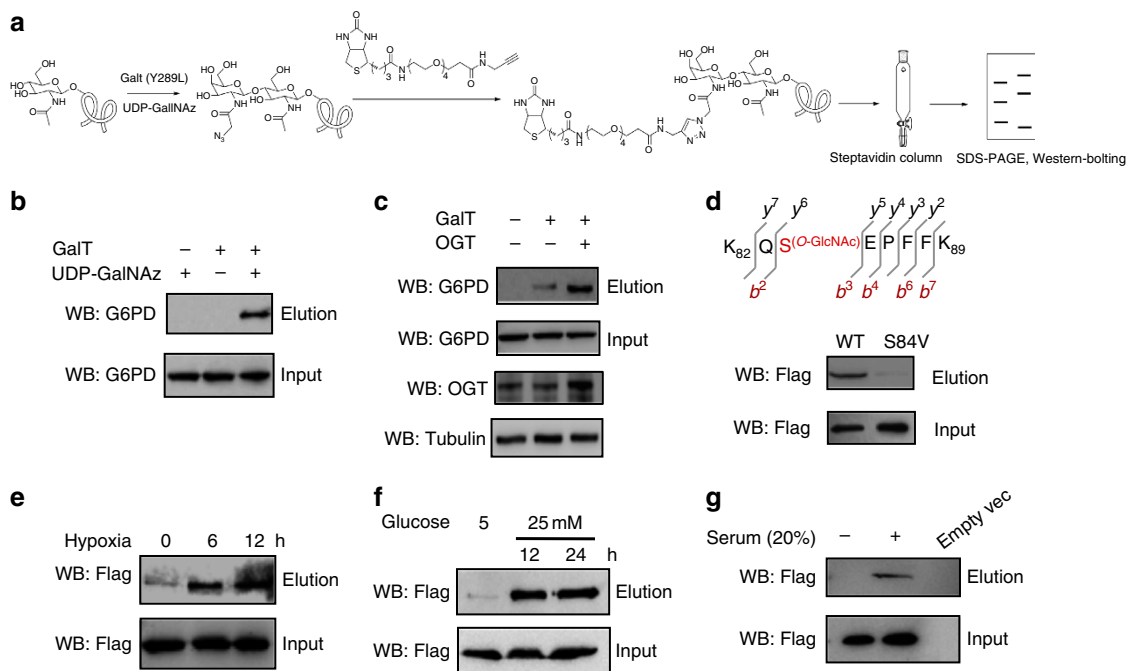 a
Galt (Y289L)
UDP-GallNAz
Steptavidin column
SDS-PAGE, Western-bolting
b
GalT – + +
UDP-GalNAz + – +
WB: G6PD Elution
WB: G6PD Input
c
GalT – + +
OGT – – +
WB: G6PD Elution
WB: G6PD Input
WB: OGT
WB: Tubulin
d
y7 y6 y5 y4 y3 y2
K82 Q S(O-GlcNAc) E P F F K89
b2 b3 b4 b6 b7
WT S84V
WB: Flag Elution
WB: Flag Input
e
Hypoxia 0 6 12 h
WB: Flag Elution
WB: Flag Input
f
Glucose 5 25 mM
12 24 h
WB: Flag Elution
WB: Flag Input
g
Serum (20%) – + Empty vec
WB: Flag Elution
WB: Flag Input